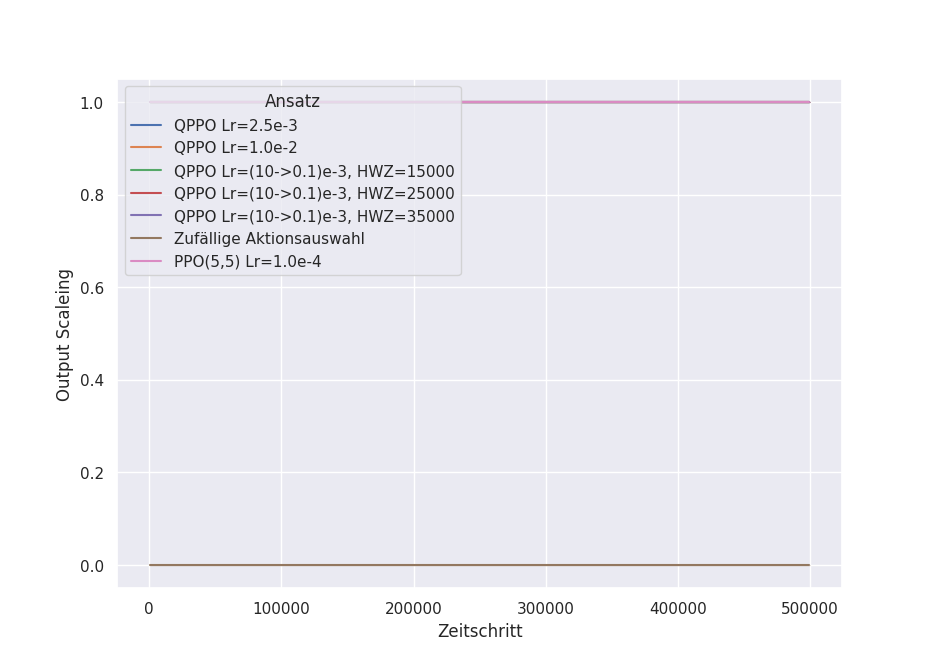 Ansatz
QPPO Lr=2.5e-3
QPPO Lr=1.0e-2
QPPO Lr=(10->0.1)e-3, HWZ=15000
QPPO Lr=(10->0.1)e-3, HWZ=25000
QPPO Lr=(10->0.1)e-3, HWZ=35000
Zufällige Aktionsauswahl
PPO(5,5) Lr=1.0e-4
Output Scaleing
1.0
0.8
0.6
0.4
0.2
0.0
0 100000 200000 300000 400000 500000
Zeitschritt